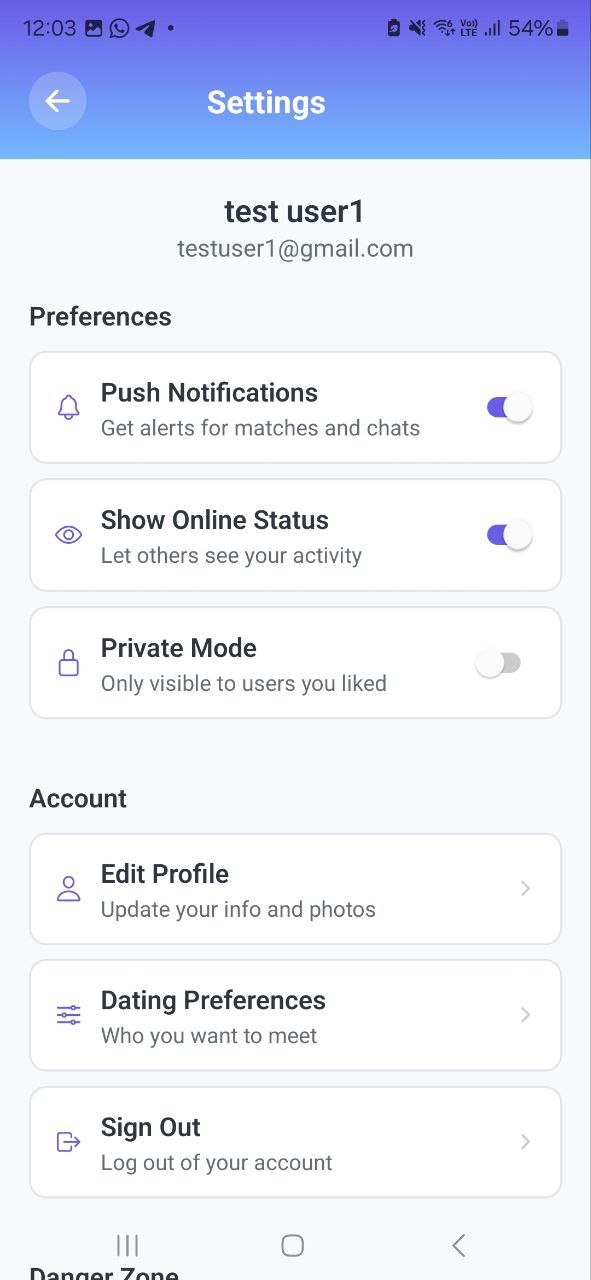 12:03 Vo)) LTE 54%
Settings
test user1
testuser1@gmail.com
Preferences
Push Notifications
Get alerts for matches and chats
Show Online Status
Let others see your activity
Private Mode
Only visible to users you liked
Account
Edit Profile
Update your info and photos
Dating Preferences
Who you want to meet
Sign Out
Log out of your account
Danger Zone